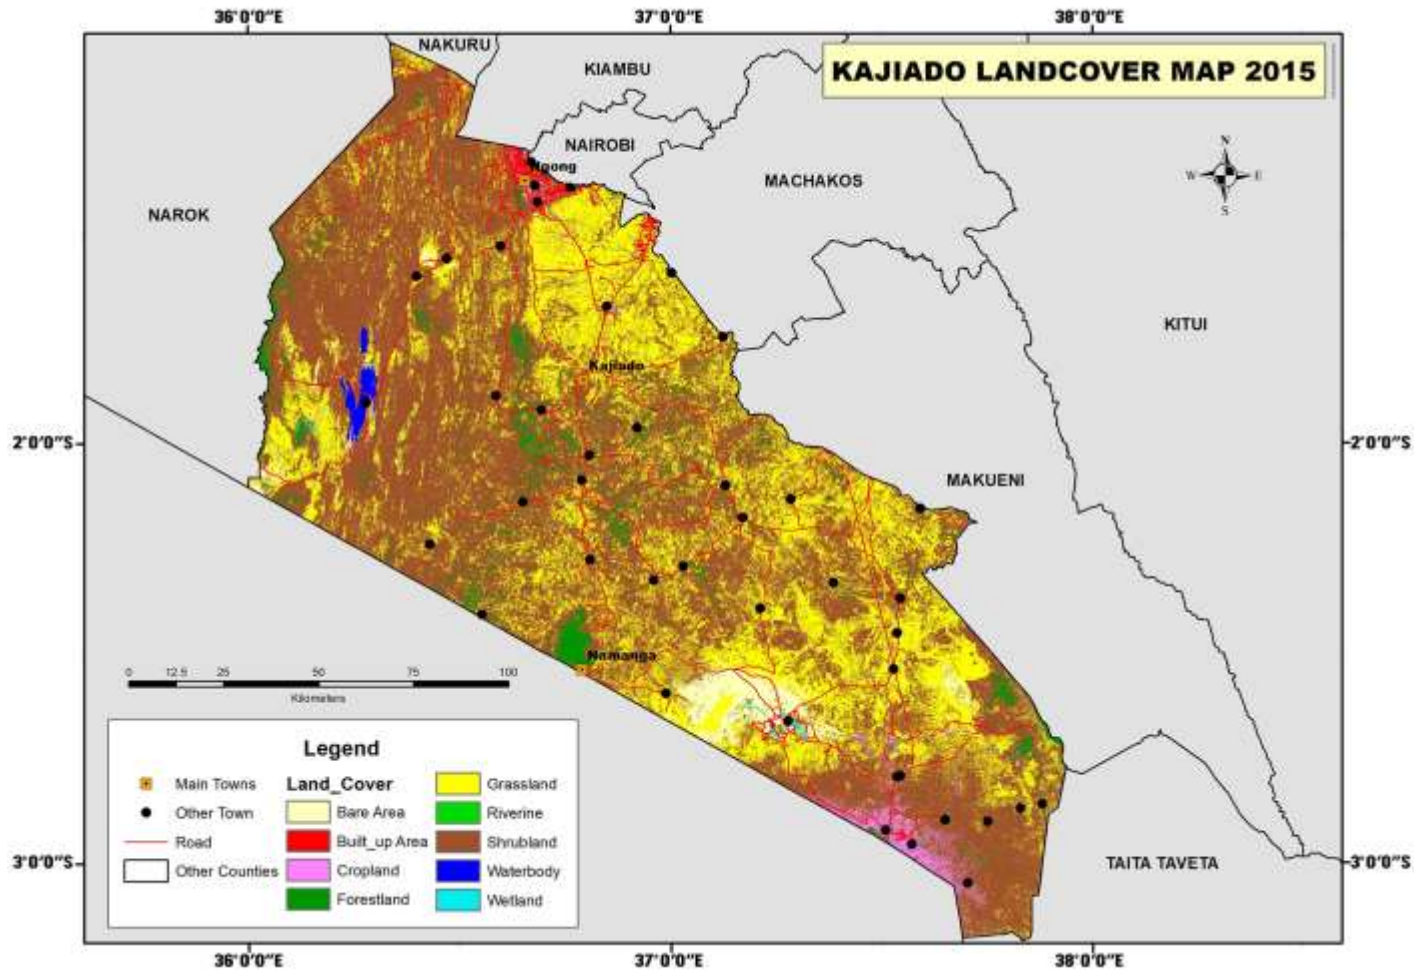 36°0'0"E 37°0'0"E 38°0'0"E
NAKURU
KIAMBU
KAJIADO LANDCOVER MAP 2015
NAIROBI
Ngong
N
W E
S
MACHAKOS
NAROK
KITUI
Kajiado
2°0'0"S 2°0'0"S
MAKUENI
Namanga
0 12.5 25 50 75 100
Kilometers
Legend
Main Towns
Other Town
Road
Other Counties
Land_Cover
Bare Area
Built_up Area
Cropland
Forestland
Grassland
Riverine
Shrubland
Waterbody
Wetland
TAITA TAVETA
3°0'0"S 3°0'0"S
36°0'0"E 37°0'0"E 38°0'0"E